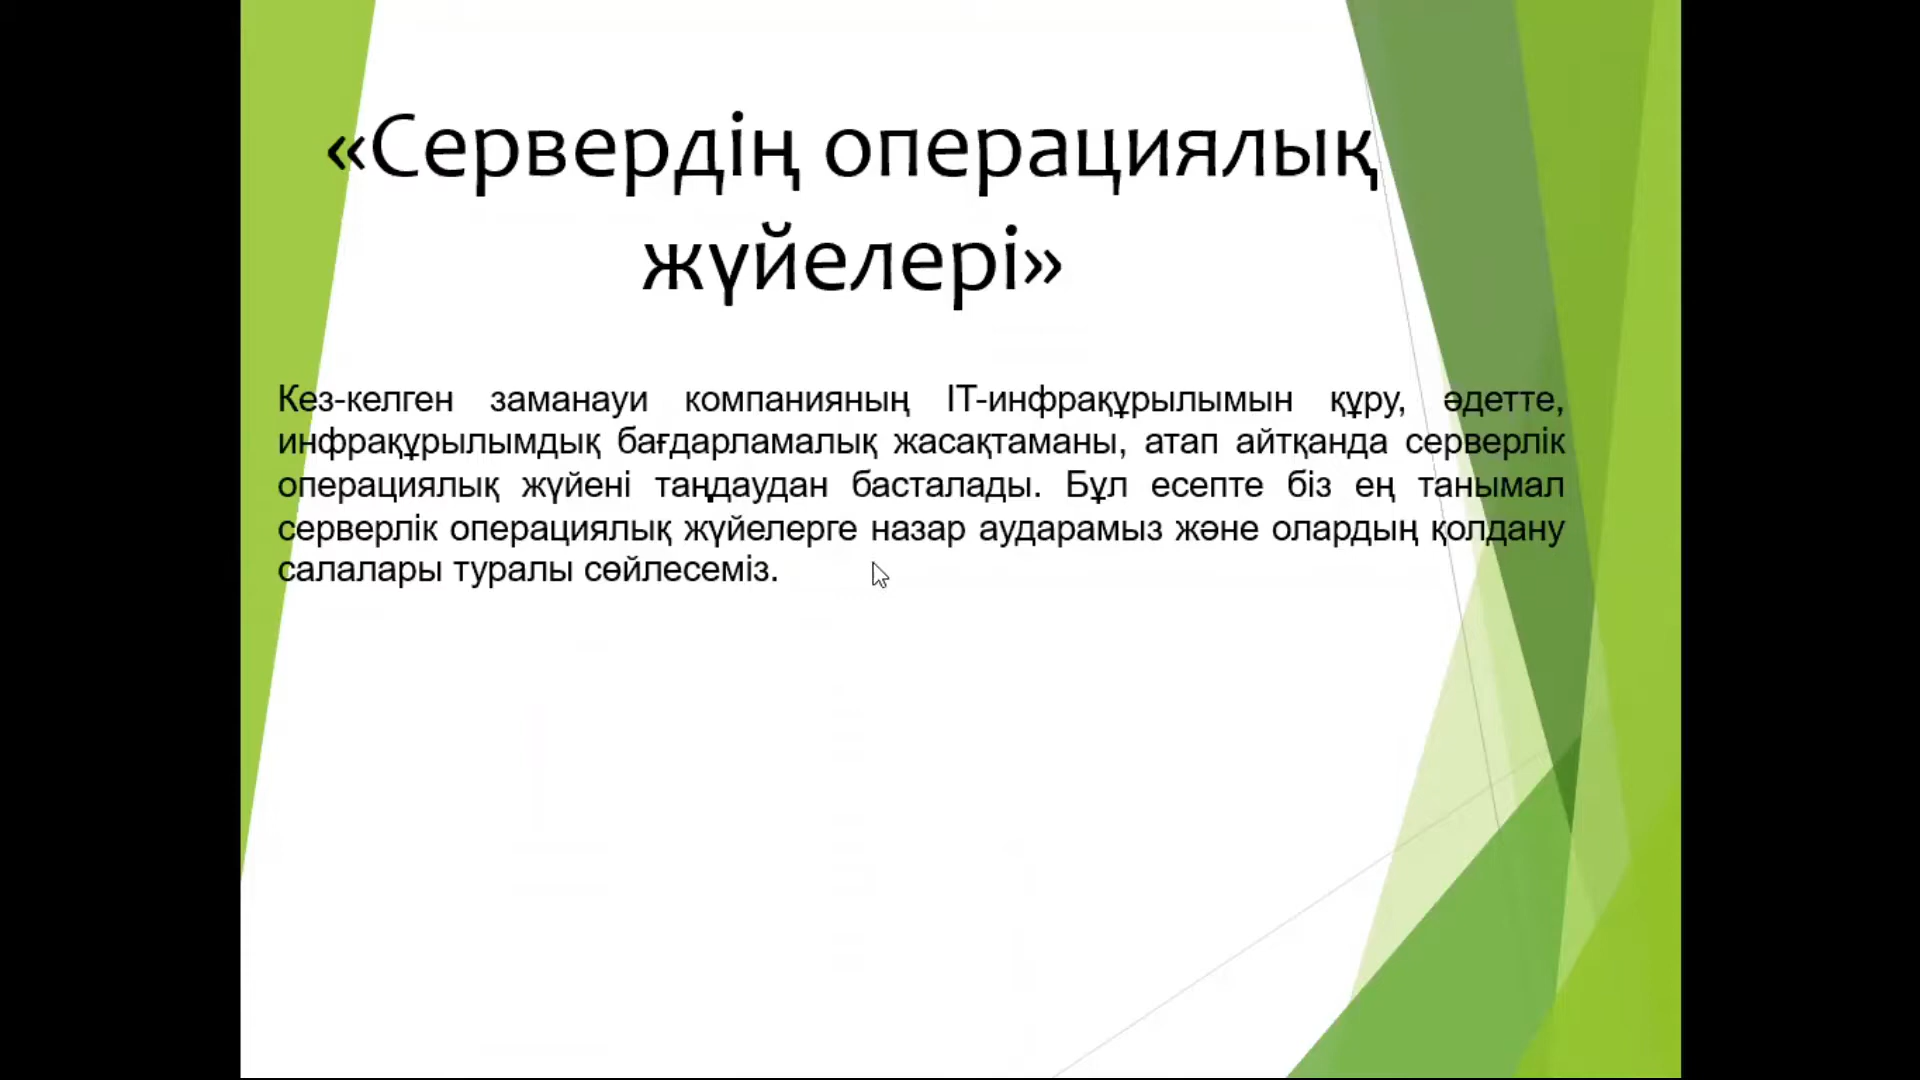 «Сервердің операциялық
жүйелері»
Кез-келген заманауи компанияның IT-инфрақұрылымын құру, әдетте,
инфрақұрылымдық бағдарламалық жасақтаманы, атап айтқанда серверлік
операциялық жүйені таңдаудан басталады. Бұл есепте біз ең танымал
серверлік операциялық жүйелерге назар аударамыз және олардың қолдану
салалары туралы сөйлесеміз.